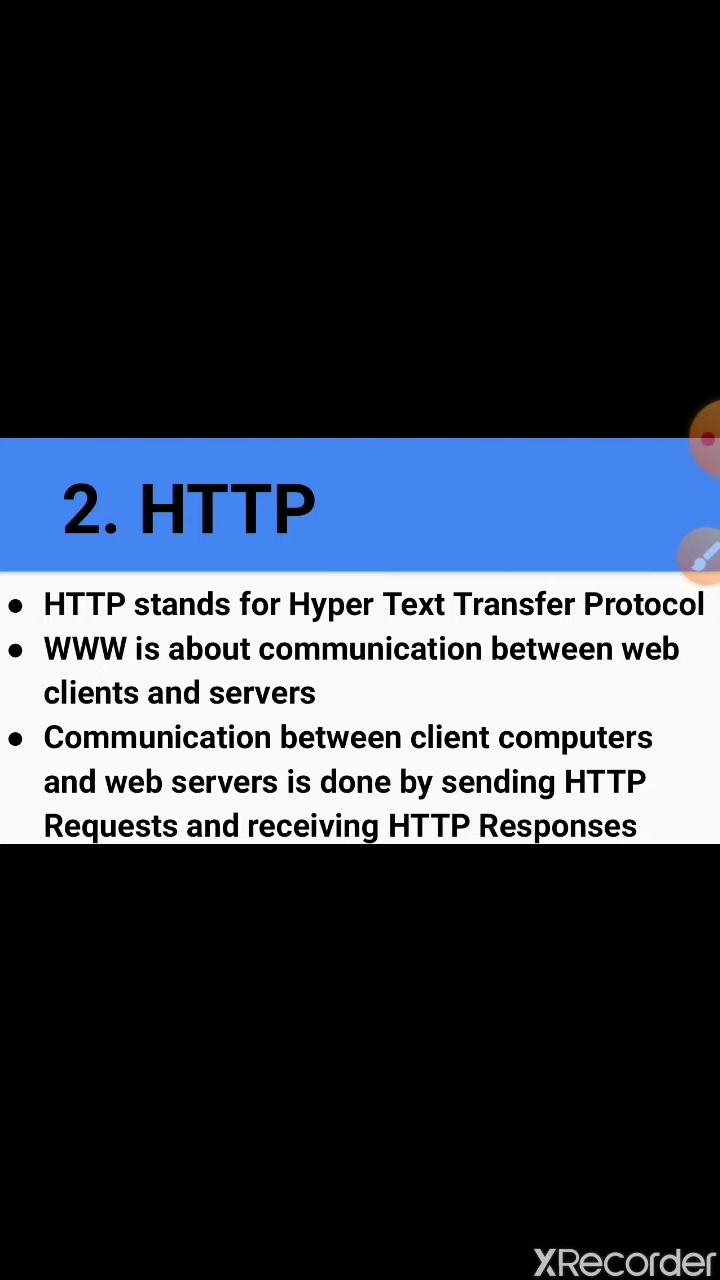 2. HTTP
● HTTP stands for Hyper Text Transfer Protocol
● WWW is about communication between web
clients and servers
● Communication between client computers
and web servers is done by sending HTTP
Requests and receiving HTTP Responses
XRecorder